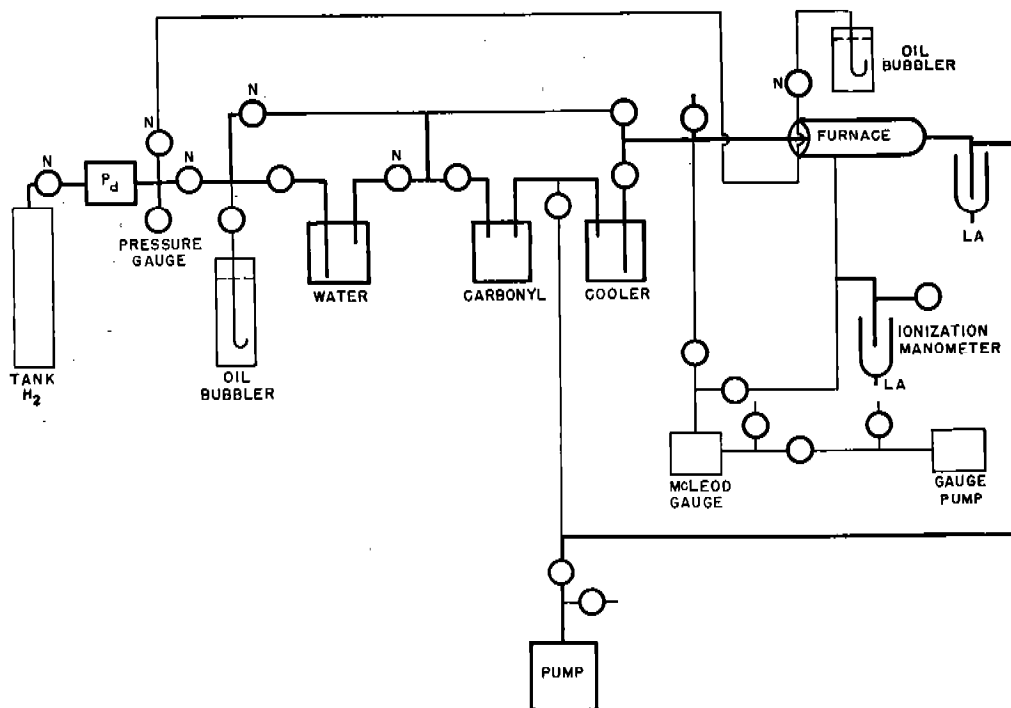 N
OIL
BUBBLER
N
N
FURNACE
N
N
Pd
N
N
LA
PRESSURE
GAUGE
WATER
CARBONYL
COOLER
IONIZATION
MANOMETER
TANK
H2
OIL
BUBBLER
LA
McLEOD
GAUGE
GAUGE
PUMP
PUMP